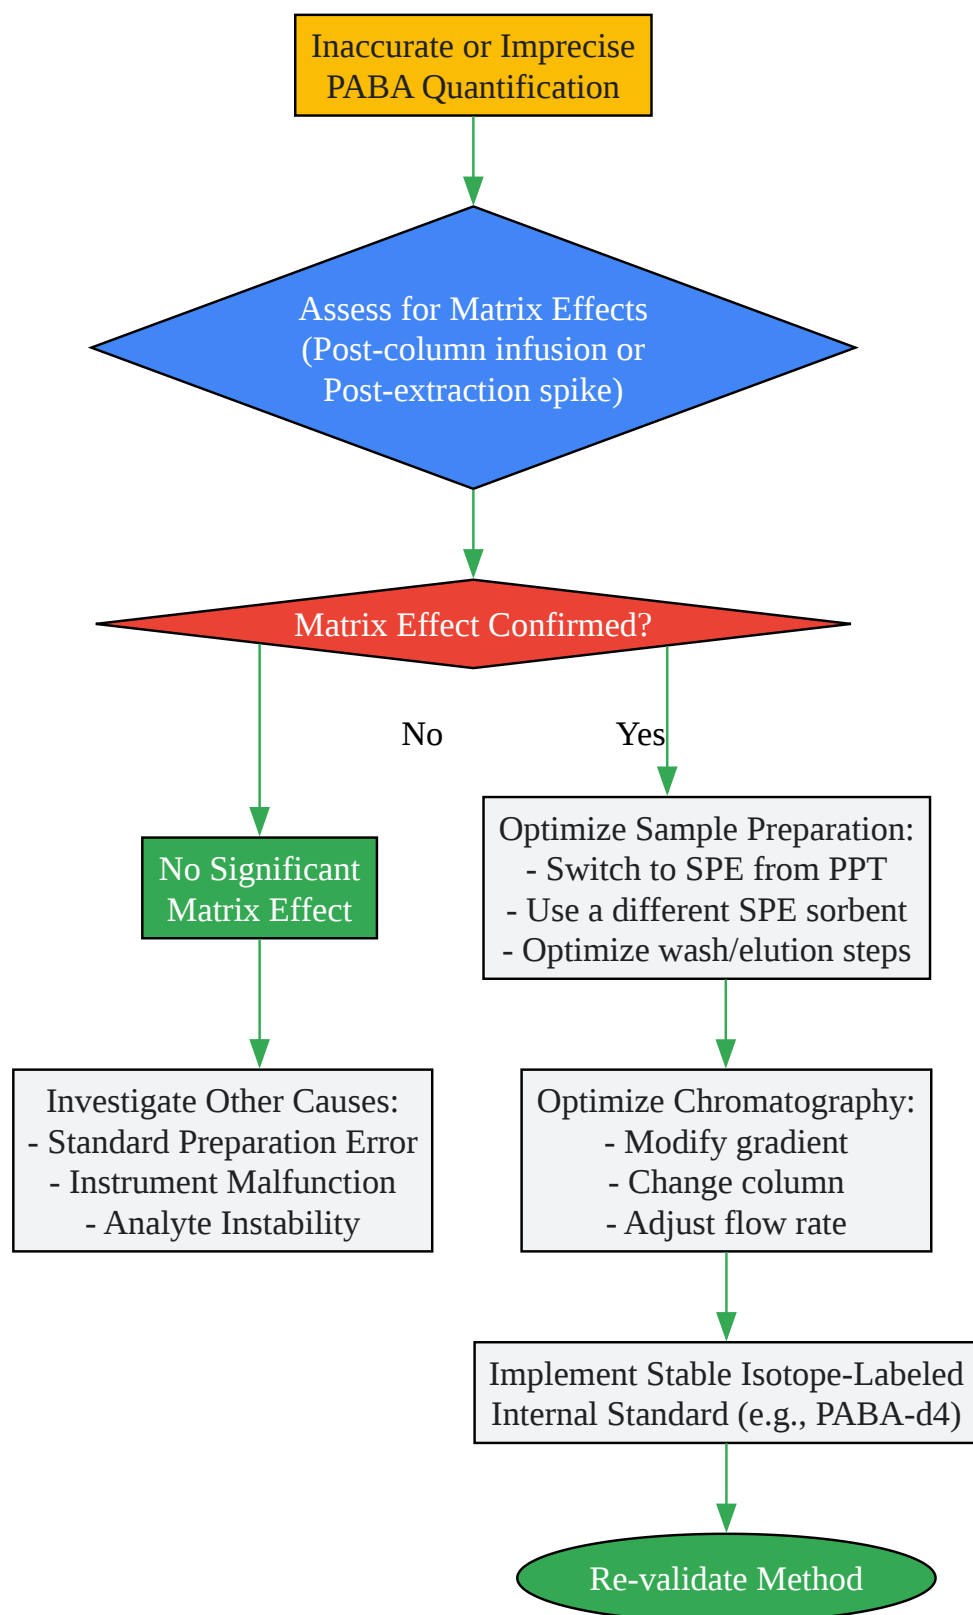 Inaccurate or Imprecise
PABA Quantification
Assess for Matrix Effects
(Post-column infusion or
Post-extraction spike)
Matrix Effect Confirmed?
No
Yes
No Significant
Matrix Effect
Investigate Other Causes:
- Standard Preparation Error
- Instrument Malfunction
- Analyte Instability
Optimize Sample Preparation:
- Switch to SPE from PPT
- Use a different SPE sorbent
- Optimize wash/elution steps
Optimize Chromatography:
- Modify gradient
- Change column
- Adjust flow rate
Implement Stable Isotope-Labeled
Internal Standard (e.g., PABA-d4)
Re-validate Method